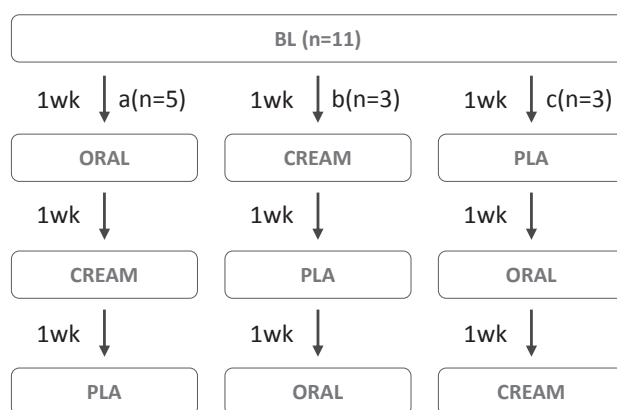 BL (n=11)
1wk a(n=5) 1wk b(n=3) 1wk c(n=3)
ORAL CREAM PLA
1wk 1wk 1wk
CREAM PLA ORAL
1wk 1wk 1wk
PLA ORAL CREAM